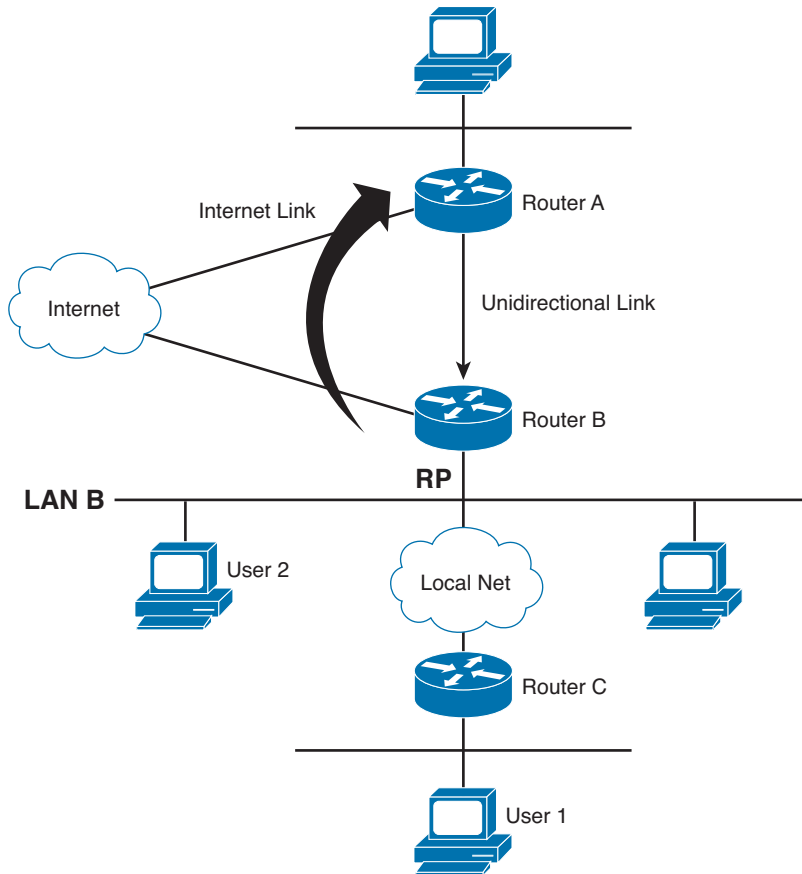 Router A
Internet Link
Internet
Unidirectional Link
Router B
RP
LAN B
User 2
Local Net
Router C
User 1